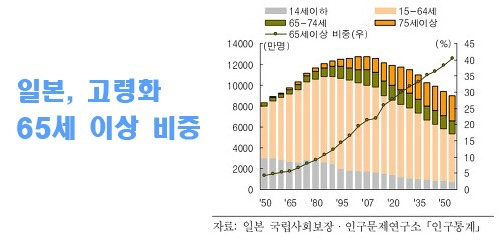 일본, 고령화
65세 이상 비중
14세이하
15-64세
65-74세
75세이상
65세이상 비중(우)
(만명)
(%)
14000
12000
10000
8000
6000
4000
2000
0
45
40
35
30
25
20
15
10
5
0
'50 '65 '80 '95 '07 '20 '35 '50
자료: 일본 국립사회보장·인구문제연구소「인구통계」